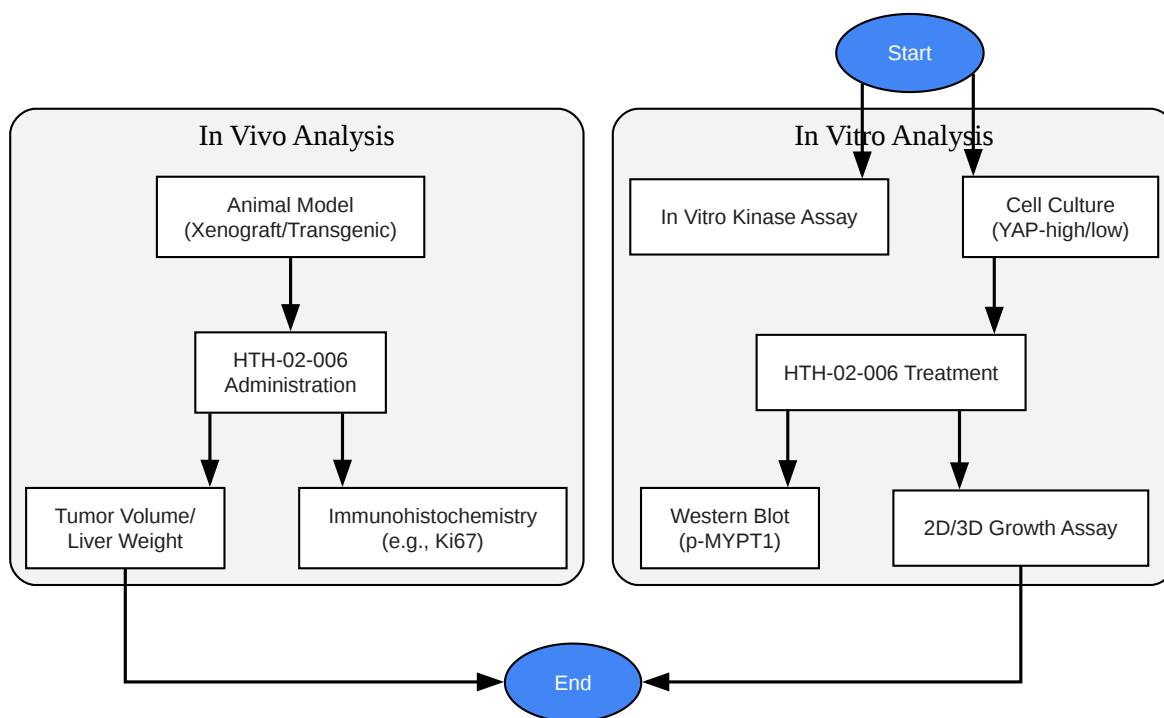 Start
In Vivo Analysis
Animal Model
(Xenograft/Transgenic)
HTH-02-006
Administration
Tumor Volume/
Liver Weight
Immunohistochemistry
(e.g., Ki67)
In Vitro Analysis
In Vitro Kinase Assay
Cell Culture
(YAP-high/low)
HTH-02-006 Treatment
Western Blot
(p-MYPT1)
2D/3D Growth Assay
End